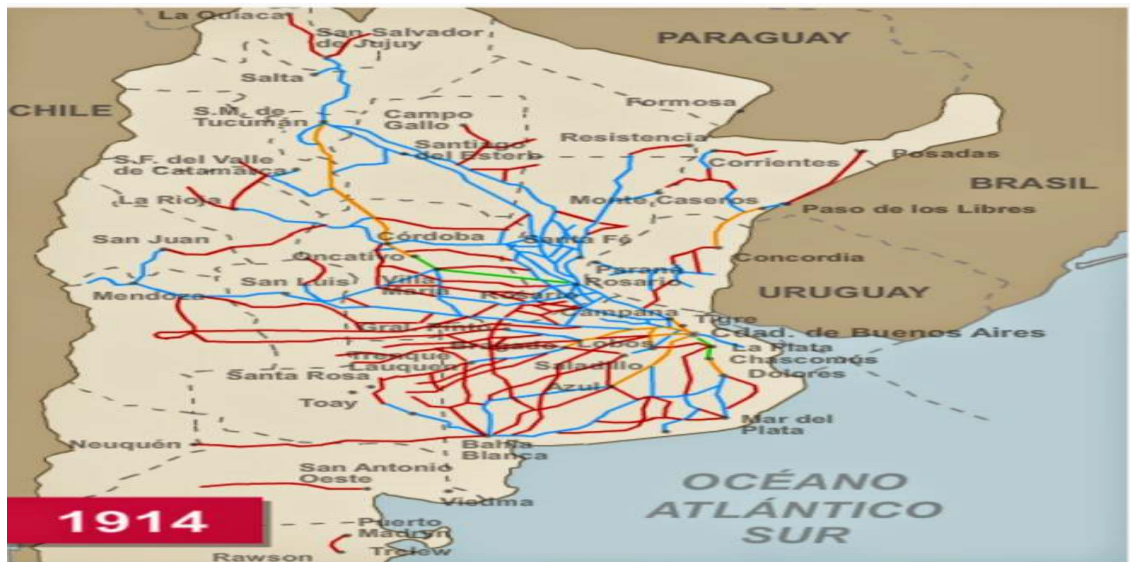 La Quiaca
San Salvador
de Jujuy
PARAGUAY
Salta
CHILE
S.M. de
Tucumán
Campo
Gallo
Formosa
Resistencia
Santiago
del Estero
S.F. del Valle
de Catamarca
Corrientes
Posadas
BRASIL
La Rioja
Monte Caseros
Paso de los Libres
San Juan
Córdoba
Santa Fé
Oncativo
Paraná
Concordia
Mendoza
San Luis
Villa
María
Rosario
Rosario
URUGUAY
Campana
Tigre
Gral. Pinto
Cdad. de Buenos Aires
Bragado
Lobos
La Plata
Trenque
Lauquen
Saladillo
Chascomús
Dolores
Santa Rosa
Azul
Toay
Mar del
Plata
Neuquén
Bahía
Blanca
San Antonio
Oeste
Viedma
OCÉANO
ATLÁNTICO
SUR
1914
Puerto
Madryn
Trelew
Rawson